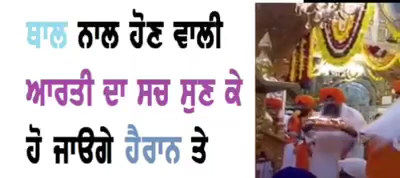 ਥਾਲ ਨਾਲ ਹੋਣ ਵਾਲੀ
ਆਰਤੀ ਦਾ ਸਚ ਸੁਣ ਕੇ
ਹੋ ਜਾਓਗੇ ਹੈਰਾਨ ਤੇ